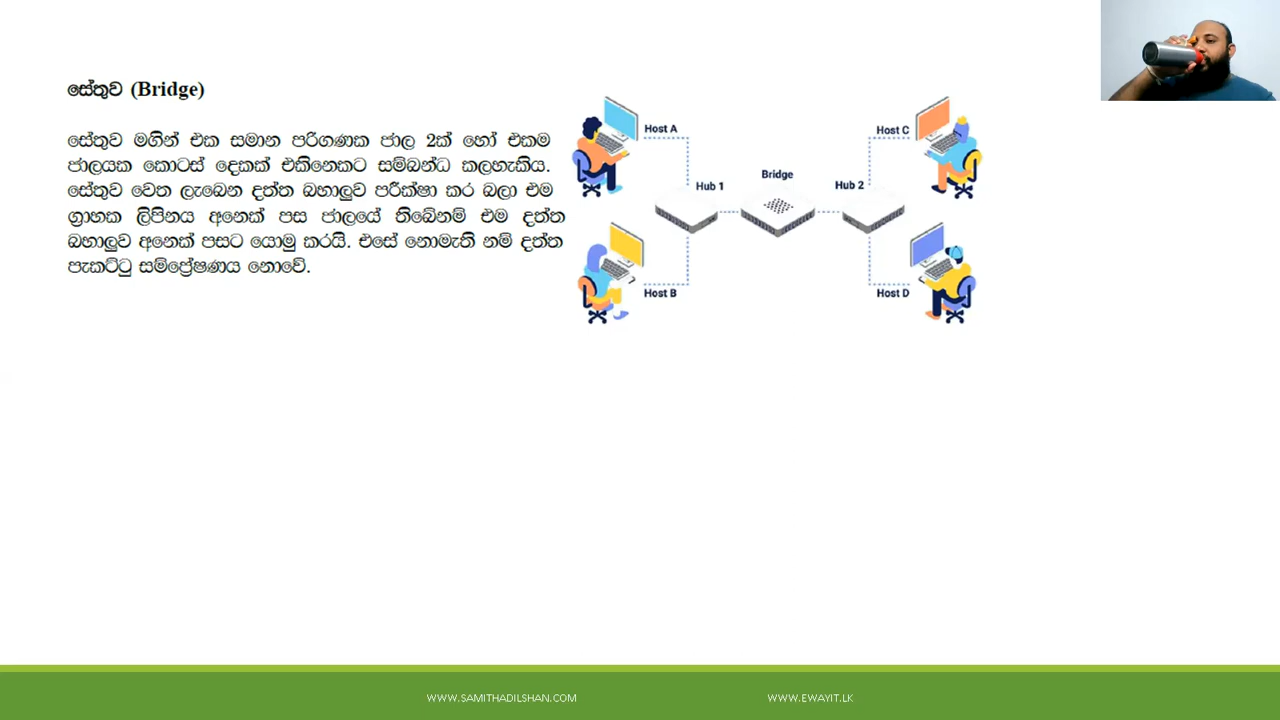 සේතුව (Bridge)
සේතුව මගින් එක සමාන පරිගණක ජාල 2ක් හෝ එකම
ජාලයක කොටස් දෙකක් එකිනෙකට සම්බන්ධ කලහැකිය.
සේතුව වෙත ලැබෙන දත්ත බහාලුව පරීක්ෂා කර බලා එම
ග්‍රාහක ලිපිනය අනෙක් පස ජාලයේ තිබේනම් එම දත්ත
බහාලුව අනෙක් පසට යොමු කරයි. එසේ නොමැති නම් දත්ත
පැකට්ටු සම්ප්‍රේෂණය නොවේ.
Host A
Host C
Hub 1
Bridge
Hub 2
Host B
Host D
WWW.SAMITHADILSHAN.COM
WWW.EWAYIT.LK